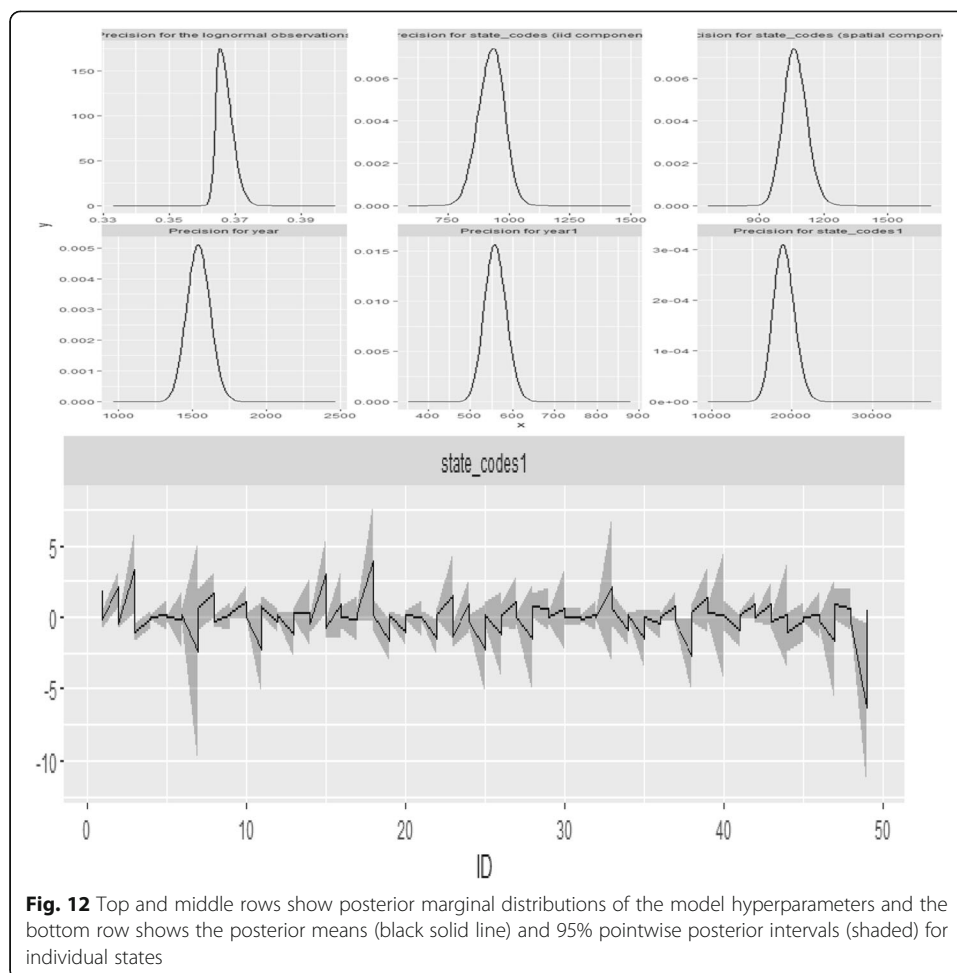 Precision for the lognormal observations
recision for state_codes (iid componen
cision for state_codes (spatial compon
150
100
50
0
0.33 0.35 0.37 0.39
0.006
0.004
0.002
0.000
750 1000 1250 1500
0.006
0.004
0.002
0.000
900 1200 1500
y
Precision for year
Precision for year1
Precision for state_codes1
0.005
0.004
0.003
0.002
0.001
0.000
1000 1500 2000 2500
0.015
0.010
0.005
0.000
400 500 600 700 800 900
3e-04
2e-04
1e-04
0e+00
10000 20000 30000
x
state_codes1
5
0
-5
-10
0 10 20 30 40 50
ID
Fig. 12 Top and middle rows show posterior marginal distributions of the model hyperparameters and the
bottom row shows the posterior means (black solid line) and 95% pointwise posterior intervals (shaded) for
individual states